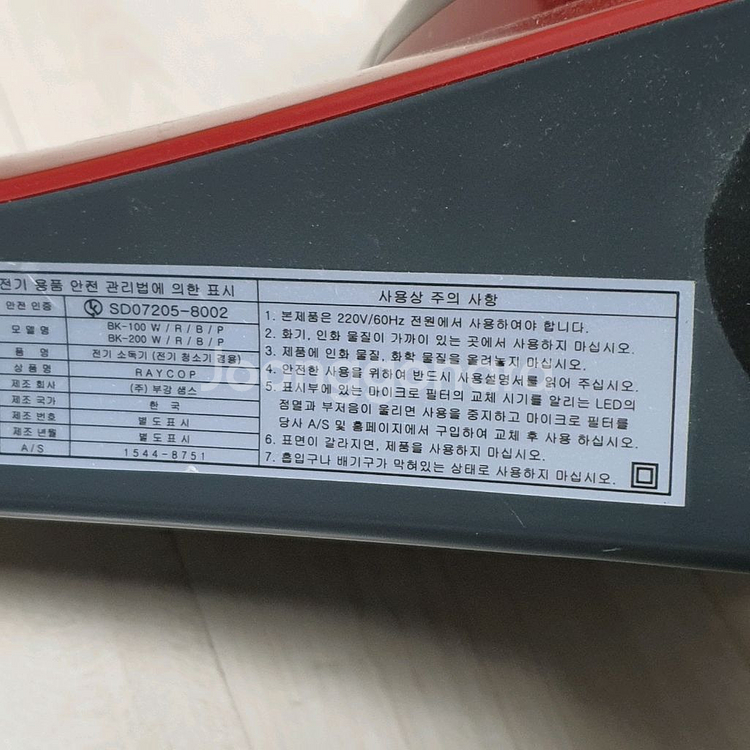 전기 용품 안전 관리법에 의한 표시
안전 인증 SD07205-8002
모 델 명 BK-100 W / R / B / P
BK-200 W / R / B / P
품 명 전기 소독기 (전기 청소기 겸용)
상 품 명 RAYCOP
제조 회사 (주) 부강 샘스
제조 국가 한 국
제조 번호 별도 표시
제조 년월 별도 표시
A/S 1544-8751
사용상 주의 사항
1. 본제품은 220V/60Hz 전원에서 사용하여야 합니다.
2. 화기, 인화 물질이 가까이 있는 곳에서 사용하지 마십시오.
3. 제품에 인화 물질, 화학 물질을 올려놓지 마십시오.
4. 안전한 사용을 위하여 반드시 사용설명서를 읽어 주십시오.
5. 표시부에 있는 마이크로 필터의 교체 시기를 알리는 LED의
점멸과 부저음이 울리면 사용을 중지하고 마이크로 필터를
당사 A/S 및 홈페이지에서 구입하여 교체 후 사용 하십시오.
6. 표면이 갈라지면, 제품을 사용하지 마십시오.
7. 흡입구나 배기구가 막혀있는 상태로 사용하지 마십시오.
Joonggonara